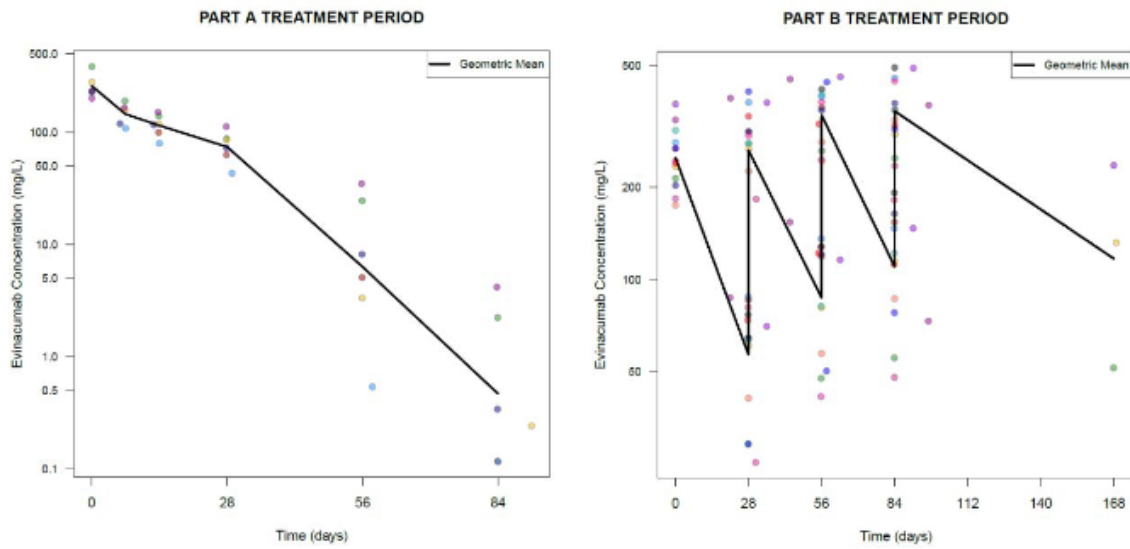 PART A TREATMENT PERIOD
Geometric Mean
Evinacumab Concentration (mg/L)
500.0
100.0
50.0
10.0
5.0
1.0
0.5
0.1
0 28 56 84
Time (days)
PART B TREATMENT PERIOD
Geometric Mean
Evinacumab Concentration (mg/L)
500
200
100
50
0 28 56 84 112 140 168
Time (days)